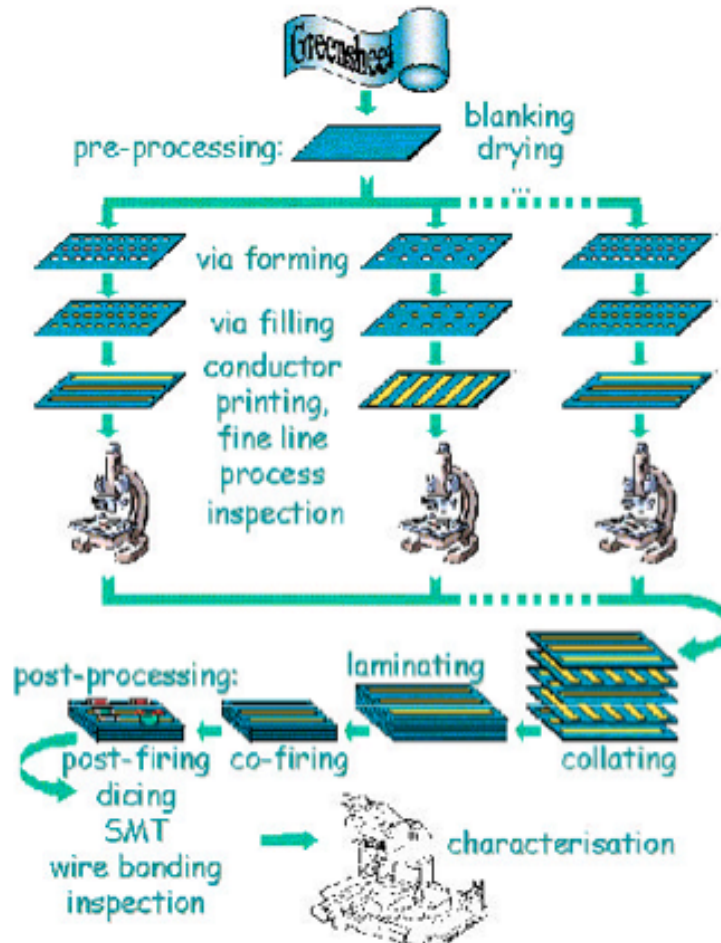 Greensheet
pre-processing:
blanking
drying
...
via forming
via filling
conductor
printing,
fine line
process
inspection
post-processing:
laminating
post-firing
co-firing
collating
dicing
SMT
wire bonding
inspection
characterisation